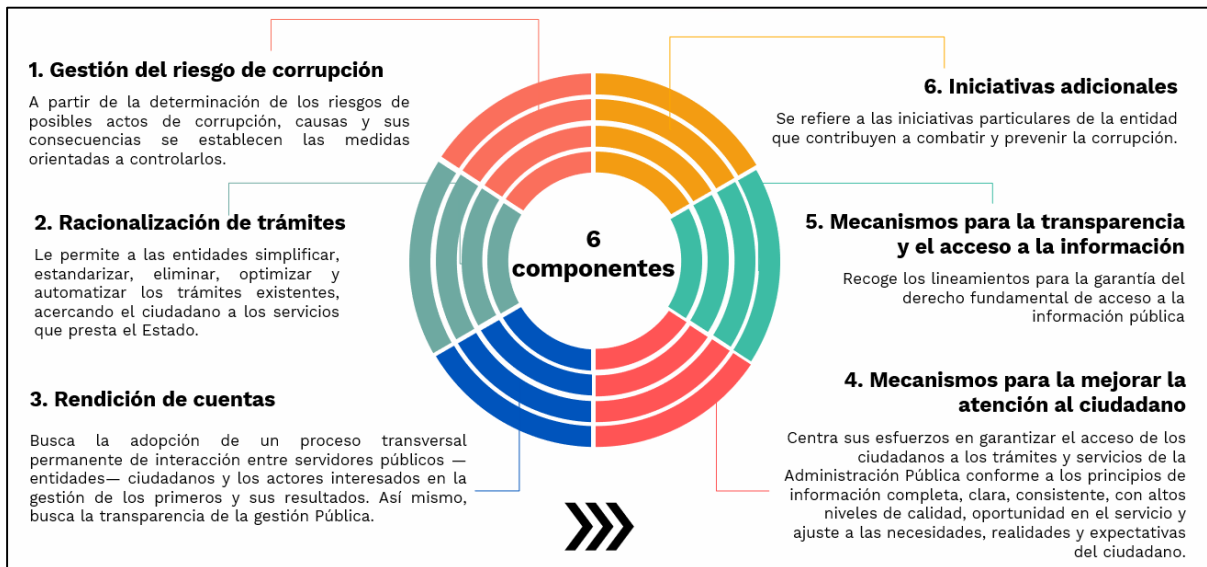 1. Gestión del riesgo de corrupción
A partir de la determinación de los riesgos de
posibles actos de corrupción, causas y sus
consecuencias se establecen las medidas
orientadas a controlarlos.
2. Racionalización de trámites
Le permite a las entidades simplificar,
estandarizar, eliminar, optimizar y
automatizar los trámites existentes,
acercando el ciudadano a los servicios
que presta el Estado.
3. Rendición de cuentas
Busca la adopción de un proceso transversal
permanente de interacción entre servidores públicos —
entidades— ciudadanos y los actores interesados en la
gestión de los primeros y sus resultados. Así mismo,
busca la transparencia de la gestión Pública.
6
componentes
6. Iniciativas adicionales
Se refiere a las iniciativas particulares de la entidad
que contribuyen a combatir y prevenir la corrupción.
5. Mecanismos para la transparencia
y el acceso a la información
Recoge los lineamientos para la garantía del
derecho fundamental de acceso a la
información pública
4. Mecanismos para la mejorar la
atención al ciudadano
Centra sus esfuerzos en garantizar el acceso de los
ciudadanos a los trámites y servicios de la
Administración Pública conforme a los principios de
información completa, clara, consistente, con altos
niveles de calidad, oportunidad en el servicio y
ajuste a las necesidades, realidades y expectativas
del ciudadano.